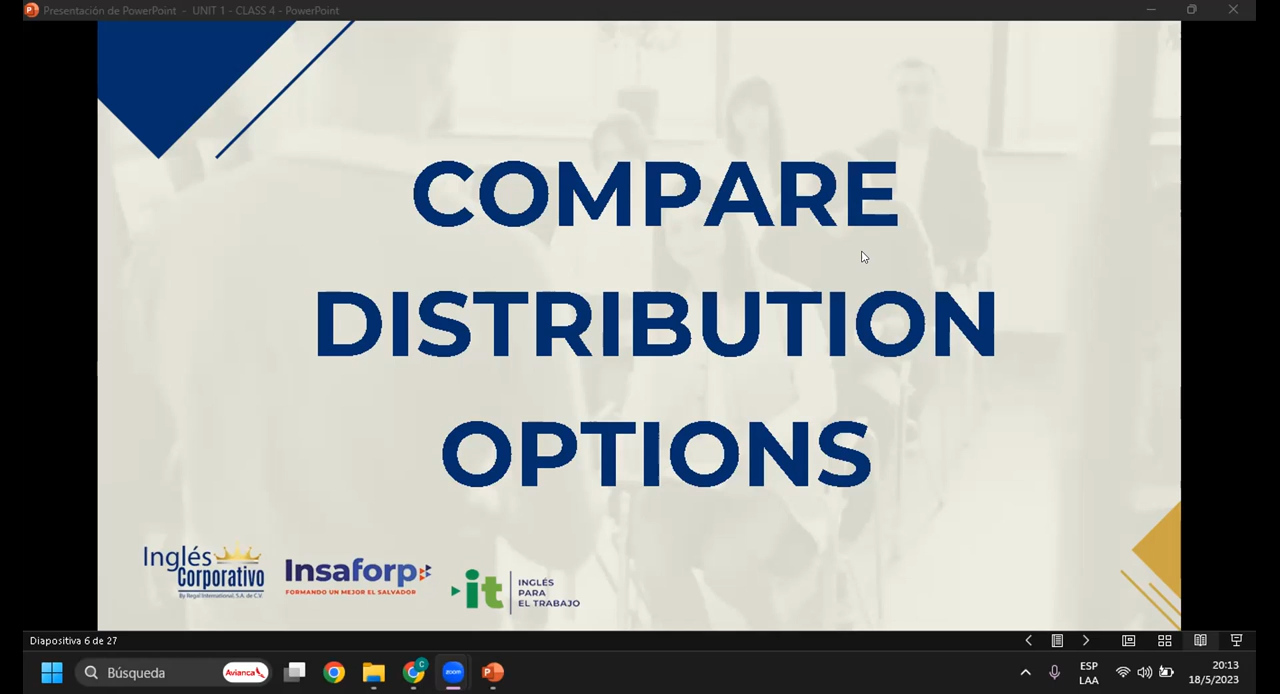 Presentación de PowerPoint - UNIT 1 - CLASS 4 - PowerPoint
COMPARE
DISTRIBUTION
OPTIONS
Inglés
Corporativo
By Regal International, S.A. de C.V.
Insaforp
FORMANDO UN MEJOR EL SALVADOR
it
INGLÉS
PARA
EL TRABAJO
Diapositiva 6 de 27
Búsqueda
Avianca
C
zoom
P
ESP
LAA
20:13
18/5/2023